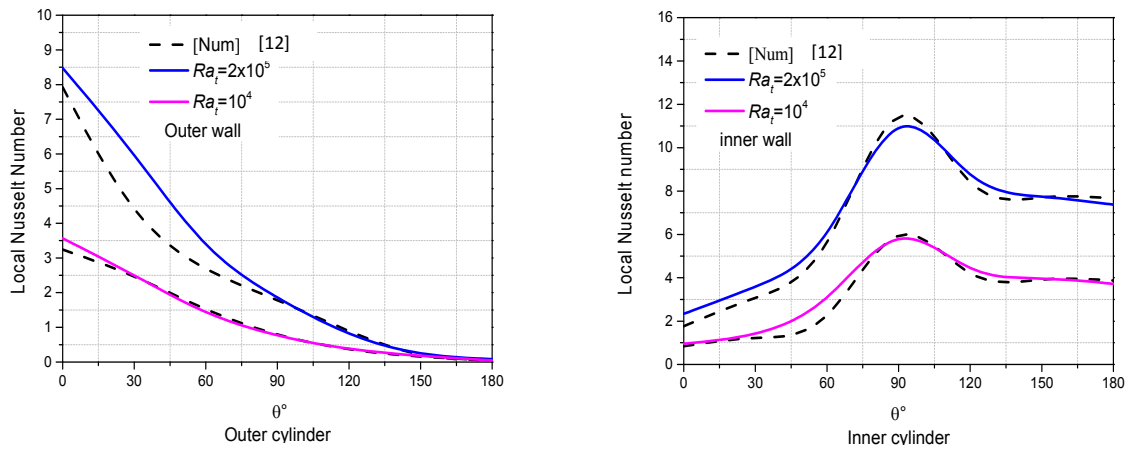 10
9
8
7
6
5
4
3
2
1
0
Local Nusselt Number
[Num] [12]
Ra_t=2x10^5
Ra_t=10^4
Outer wall
0 30 60 90 120 150 180
θ°
Outer cylinder
16
14
12
10
8
6
4
2
0
Local Nusselt number
[Num] [12]
Ra_t=2x10^5
Ra_t=10^4
inner wall
0 30 60 90 120 150 180
θ°
Inner cylinder